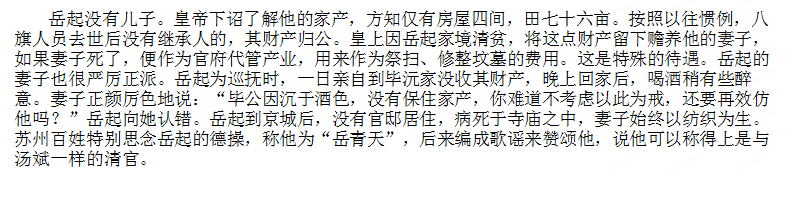 岳起没有儿子。皇帝下诏了解他的家产，方知仅有房屋四间，田七十六亩。按照以往惯例，八
旗人员去世后没有继承人的，其财产归公。皇上因岳起家境清贫，将这点财产留下赡养他的妻子，
如果妻子死了，便作为官府代管产业，用来作为祭扫、修整坟墓的费用。这是特殊的待遇。岳起的
妻子也很严厉正派。岳起为巡抚时，一日亲自到毕沅家没收其财产，晚上回家后，喝酒稍有些醉
意。妻子正颜厉色地说：“毕公因沉于酒色，没有保住家产，你难道不考虑以此为戒，还要再效仿
他吗？”岳起向她认错。岳起到京城后，没有官邸居住，病死于寺庙之中，妻子始终以纺织为生。
苏州百姓特别思念岳起的德操，称他为“岳青天”，后来编成歌谣来赞颂他，说他可以称得上是与
汤斌一样的清官。